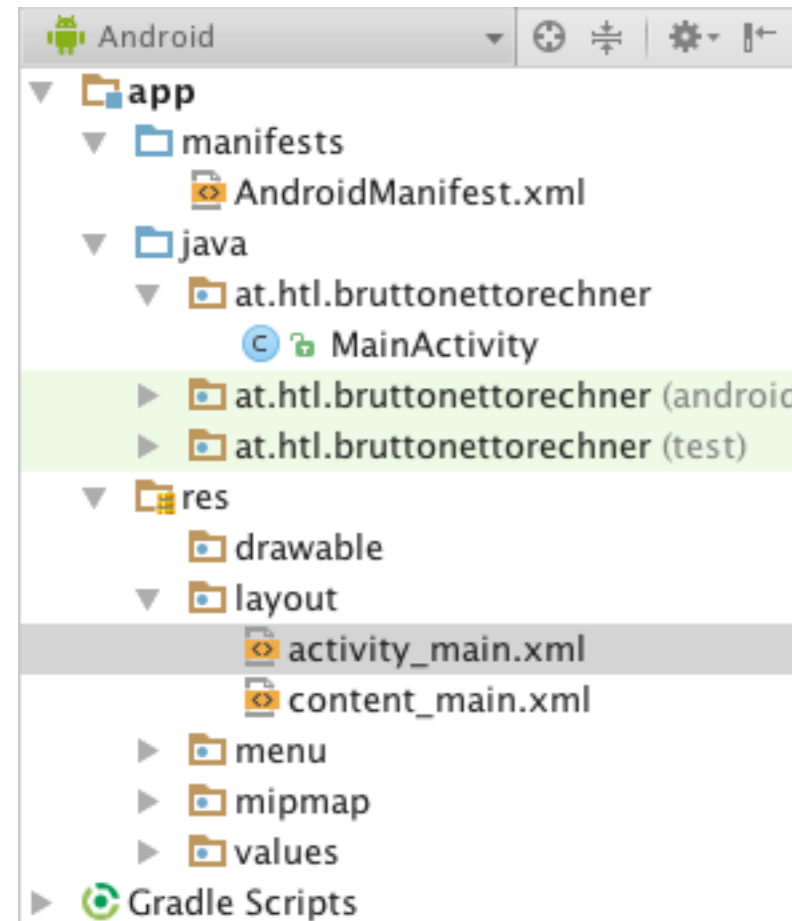 Android
app
manifests
AndroidManifest.xml
java
at.htl.bruttonettorechner
MainActivity
at.htl.bruttonettorechner (android
at.htl.bruttonettorechner (test)
res
drawable
layout
activity_main.xml
content_main.xml
menu
mipmap
values
Gradle Scripts